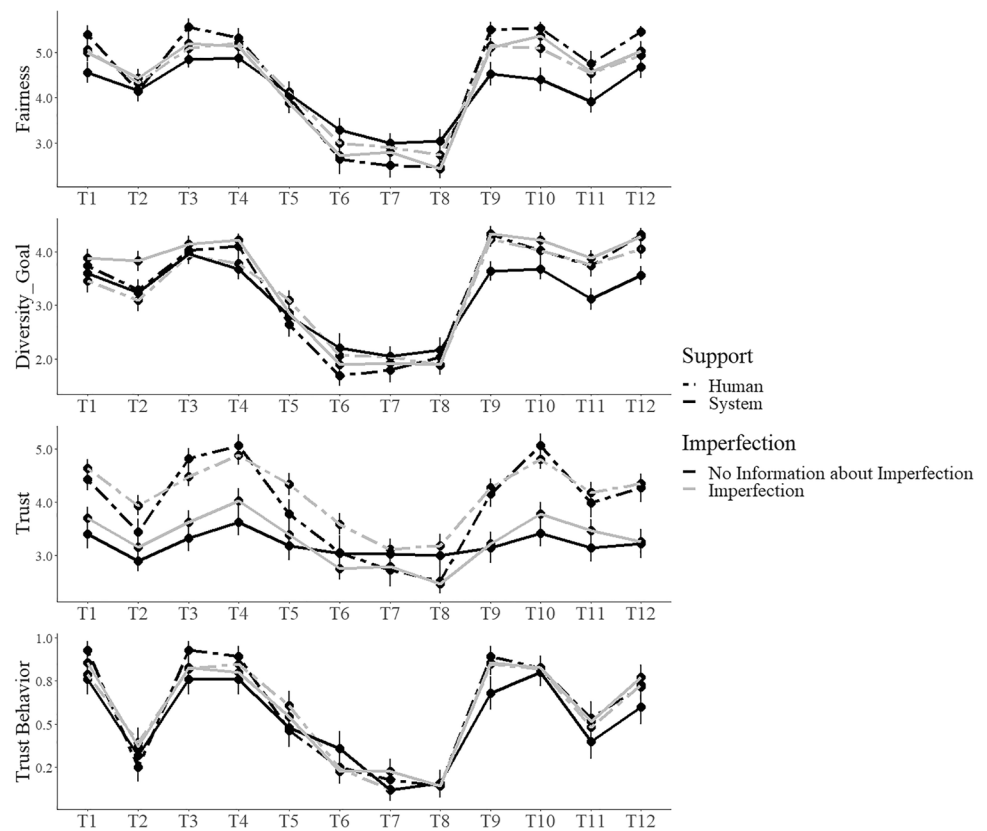 Fairness
5.0
4.0
3.0
T1 T2 T3 T4 T5 T6 T7 T8 T9 T10 T11 T12
Diversity_Goal
4.0
3.0
2.0
T1 T2 T3 T4 T5 T6 T7 T8 T9 T10 T11 T12
Trust
5.0
4.0
3.0
T1 T2 T3 T4 T5 T6 T7 T8 T9 T10 T11 T12
Trust Behavior
1.0
0.8
0.5
0.2
T1 T2 T3 T4 T5 T6 T7 T8 T9 T10 T11 T12
Support
Human
System
Imperfection
No Information about Imperfection
Imperfection